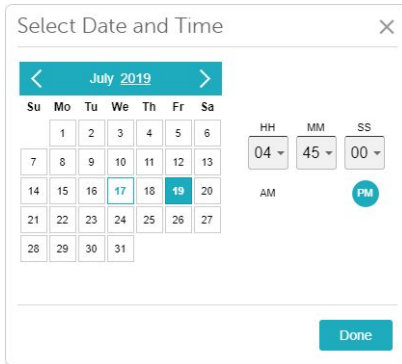 Select Date and Time
July 2019
Su Mo Tu We Th Fr Sa
1 2 3 4 5 6
7 8 9 10 11 12 13
14 15 16 17 18 19 20
21 22 23 24 25 26 27
28 29 30 31
HH MM SS
04 45 00
AM PM
Done